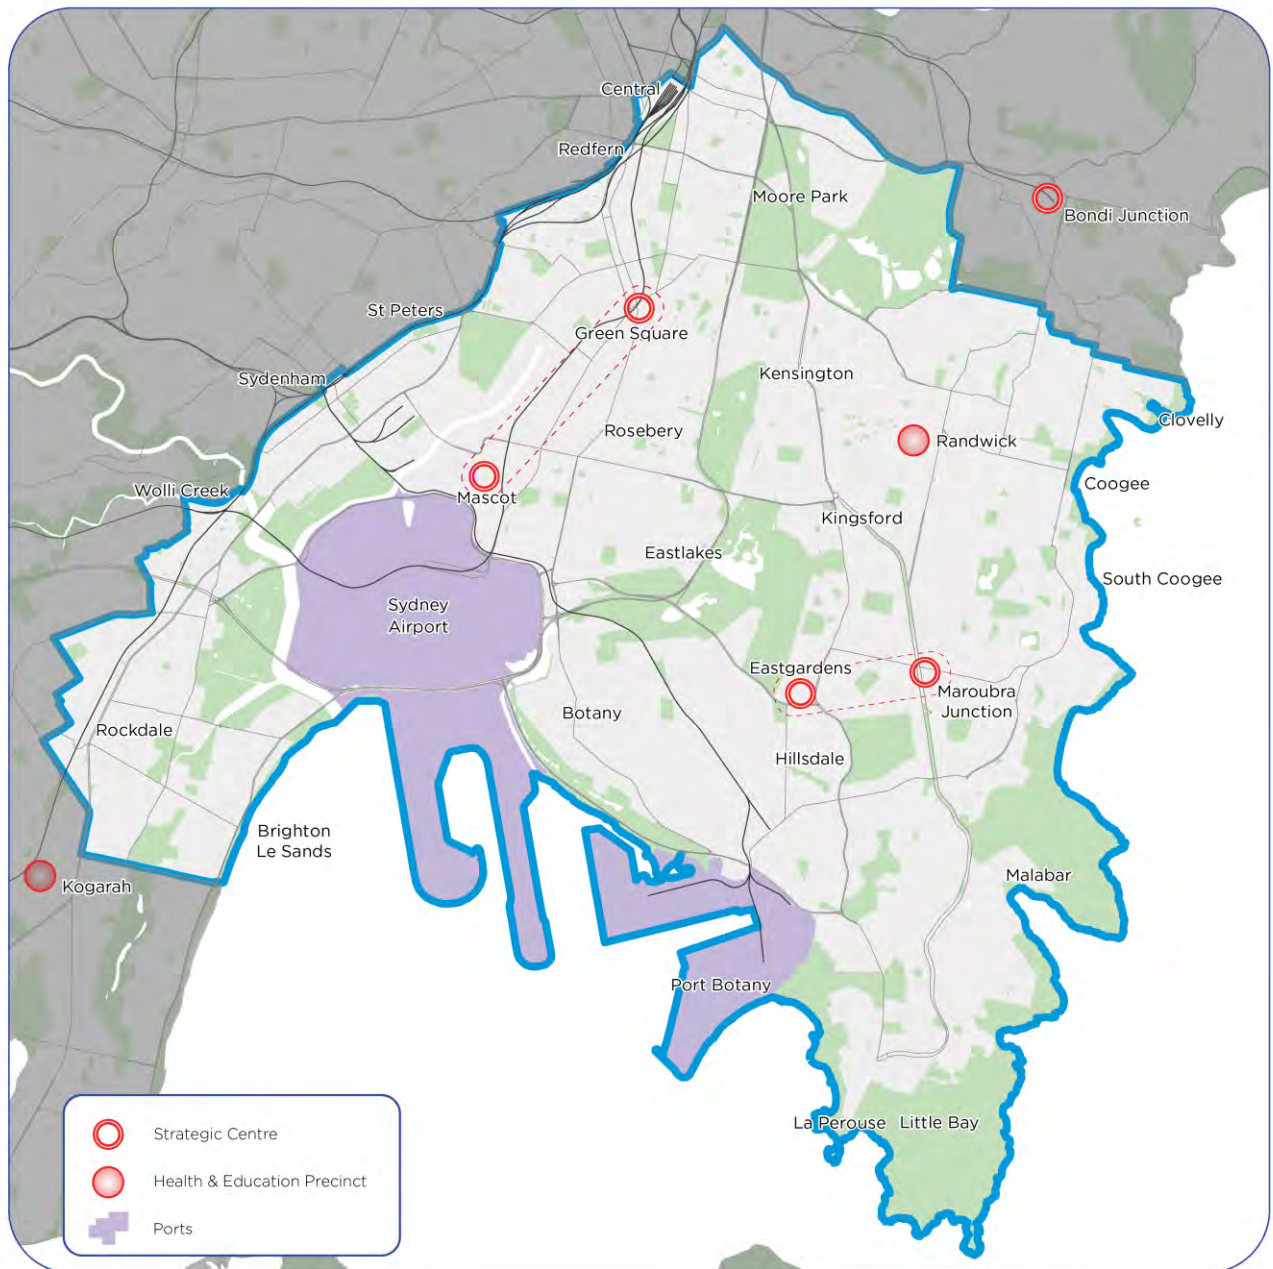 Central
Redfern
Moore Park
Bondi Junction
St Peters
Green Square
Sydenham
Kensington
Clovelly
Rosebery
Randwick
Coogee
Wolli Creek
Mascot
Kingsford
Eastlakes
South Coogee
Sydney
Airport
Eastgardens
Maroubra
Junction
Botany
Rockdale
Hillsdale
Brighton
Le Sands
Malabar
Kogarah
Port Botany
La Perouse
Little Bay
Strategic Centre
Health & Education Precinct
Ports